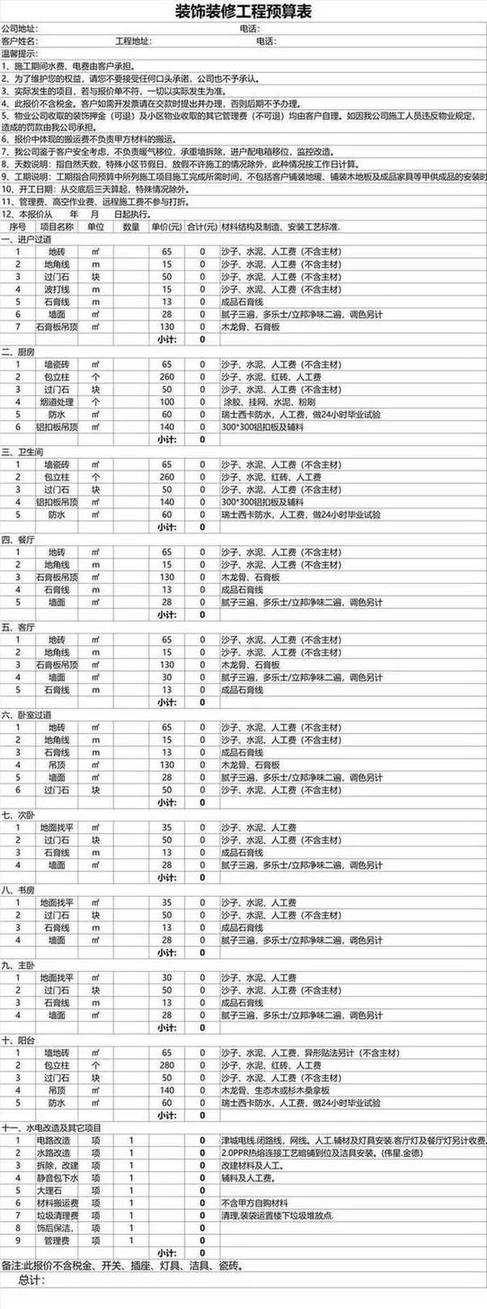 装饰装修工程预算表
公司地址: 电话:
客户姓名: 工程地址: 电话:
温馨提示:
1、施工期间水费、电费由客户承担。
2、为了维护您的权益，请您不要接受任何口头承诺，公司也不予承认。
3、实际发生的项目，若与报价单不符，一切以实际发生为准。
4、此报价不含税金。客户如需开发票请在交款时提出并办理，否则后期不予办理。
5、物业公司收取的装饰押金（可退）及小区物业收取的其它管理费（不可退）均由客户自理。如因我公司施工人员违反物业规定，
造成的罚款由我公司承担。
6、报价中体现的搬运费不负责甲方材料的搬运。
7、我公司鉴于客户安全考虑，不负责暖气移位，承重墙拆除，进户配电箱移位，监控改造。
8、天数说明：指自然天数，特殊小区节假日、放假不许施工的情况除外，此种情况按工作日计算。
9、工期说明：工期指合同预算中所列施工项目施工完成所需时间，不包括客户铺装地暖、铺装木地板及成品家具等甲供成品的安装时
10、开工日期：从交底后三天算起，特殊情况除外。
11、管理费、高空作业费、远程施工费不参与打折。
12、本报价从 年 月 日起执行。
序号 项目名称 单位 数量 单价(元) 合计(元) 材料结构及制造、安装工艺标准.
一、进户过道
1 地砖 ㎡ 65 0 沙子、水泥、人工费（不含主材）
2 地角线 m 15 0 沙子、水泥、人工费（不含主材）
3 过门石 块 50 0 沙子、水泥、人工费（不含主材）
4 波打线 m 15 0 沙子、水泥、人工费（不含主材）
5 石膏线 m 13 0 成品石膏线
6 墙面 ㎡ 28 0 腻子三遍，多乐士/立邦净味二遍，调色另计
7 石膏板吊顶 ㎡ 130 0 木龙骨、石膏板
小计: 0
二、厨房
1 墙瓷砖 ㎡ 65 0 沙子、水泥、人工费（不含主材）
2 包立柱 个 260 0 沙子、水泥、红砖、人工费
3 过门石 块 50 0 沙子、水泥、人工费（不含主材）
4 烟道处理 个 100 0 涂胶、挂网、水泥、粉刷
5 防水 ㎡ 60 0 瑞士西卡防水，人工费，做24小时毕业试验
6 铝扣板吊顶 ㎡ 140 0 300*300铝扣板及辅料
小计: 0
三、卫生间
1 墙瓷砖 ㎡ 65 0 沙子、水泥、人工费（不含主材）
2 包立柱 个 260 0 沙子、水泥、红砖、人工费
3 过门石 块 50 0 沙子、水泥、人工费（不含主材）
4 铝扣板吊顶 ㎡ 140 0 300*300铝扣板及辅料
5 防水 ㎡ 60 0 瑞士西卡防水，人工费，做24小时毕业试验
小计: 0
四、餐厅
1 地砖 ㎡ 65 0 沙子、水泥、人工费（不含主材）
2 地角线 m 15 0 沙子、水泥、人工费（不含主材）
3 石膏板吊顶 ㎡ 130 0 木龙骨、石膏板
4 石膏线 m 13 0 成品石膏线
5 墙面 ㎡ 28 0 腻子三遍，多乐士/立邦净味二遍，调色另计
小计: 0
五、客厅
1 地砖 ㎡ 65 0 沙子、水泥、人工费（不含主材）
2 地角线 m 15 0 沙子、水泥、人工费（不含主材）
3 石膏板吊顶 ㎡ 130 0 木龙骨、石膏板
4 墙面 ㎡ 30 0 腻子三遍，多乐士/立邦净味二遍，调色另计
5 石膏线 m 13 0 成品石膏线
小计: 0
六、卧室过道
1 地砖 ㎡ 65 0 沙子、水泥、人工费（不含主材）
2 地角线 m 15 0 沙子、水泥、人工费（不含主材）
3 石膏线 m 13 0 成品石膏线
4 吊顶 ㎡ 130 0 木龙骨、石膏板
5 墙面 ㎡ 28 0 腻子三遍，多乐士/立邦净味二遍，调色另计
6 过门石 块 50 0 沙子、水泥、人工费（不含主材）
小计: 0
七、次卧
1 地面找平 ㎡ 35 0 沙子、水泥、人工费
2 过门石 块 50 0 沙子、水泥、人工费（不含主材）
3 石膏线 m 13 0 成品石膏线
4 墙面 ㎡ 28 0 腻子三遍，多乐士/立邦净味二遍，调色另计
小计: 0
八、书房
1 地面找平 ㎡ 35 0 沙子、水泥、人工费
2 过门石 块 50 0 沙子、水泥、人工费（不含主材）
3 石膏线 m 13 0 成品石膏线
4 墙面 ㎡ 28 0 腻子三遍，多乐士/立邦净味二遍，调色另计
小计: 0
九、主卧
1 地面找平 ㎡ 30 0 沙子、水泥、人工费
2 过门石 块 50 0 沙子、水泥、人工费（不含主材）
3 石膏线 m 13 0 成品石膏线
4 墙面 ㎡ 28 0 腻子三遍，多乐士/立邦净味二遍，调色另计
小计: 0
十、阳台
1 墙地砖 ㎡ 65 0 沙子、水泥、人工费，异形贴法另计（不含主材）
2 包立柱 个 280 0 沙子、水泥、红砖、人工费
3 过门石 块 50 0 沙子、水泥、人工费（不含主材）
4 吊顶 ㎡ 140 0 木龙骨、生态木或杉木桑拿板
5 防水 ㎡ 60 0 瑞士西卡防水，人工费，做24小时毕业试验
小计: 0
十一、水电改造及其它项目
1 电路改造 项 1 0 津城电线.闭路线，网线。人工.辅材及灯具安装.客厅灯及餐厅灯另计收费.
2 水路改造 项 1 0 2.0PPR热熔连接工艺暗铺到位及洁具安装。(伟星.金德)
3 拆除，改建 项 1 0 改建材料及人工。
4 静音包下水 项 1 0 辅料及人工费。
5 大理石 项 1 0
6 材料搬运费 项 1 0 不含甲方自购材料
7 垃圾清理费 项 1 0 清理,装袋运置楼下垃圾堆放点.
8 饰后保洁， 项 1 0
9 管理费 项 1 0
小计: 0
备注:此报价不含税金、开关、插座、灯具、洁具、瓷砖。
总计：